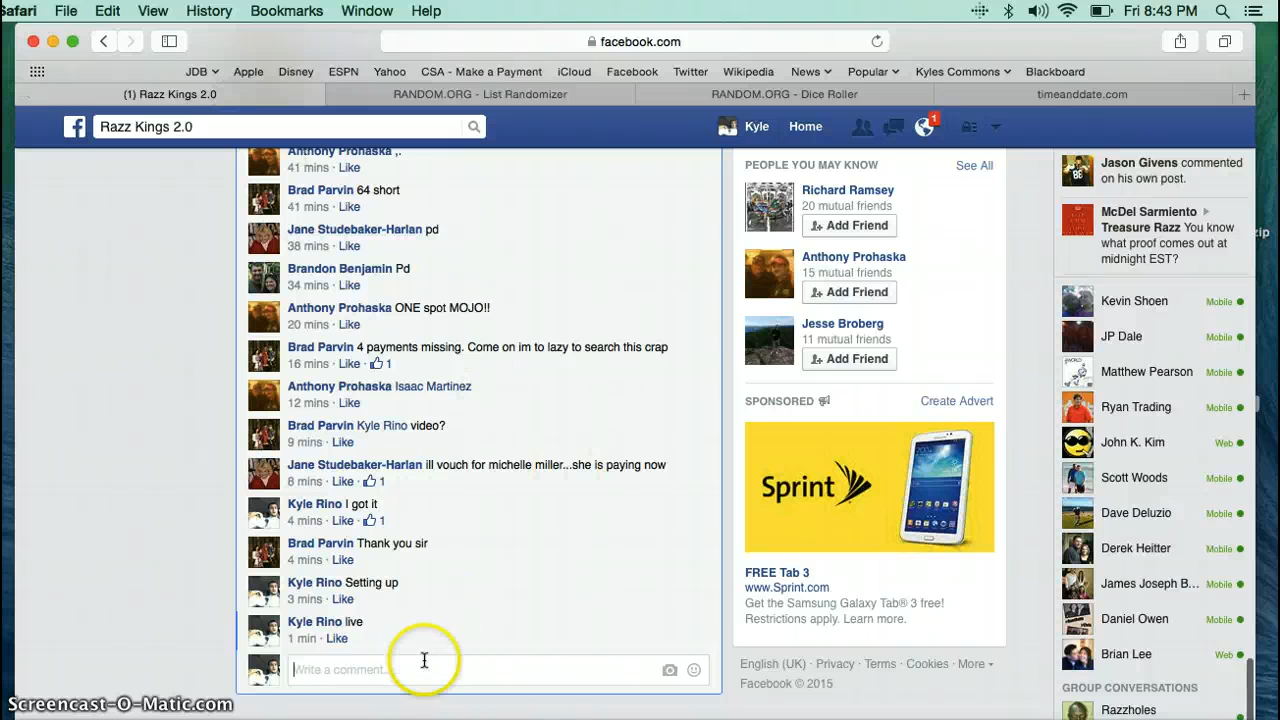 Safari File Edit View History Bookmarks Window Help Fri 8:43 PM
facebook.com
JDB Apple Disney ESPN Yahoo CSA - Make a Payment iCloud Facebook Twitter Wikipedia News Popular Kyles Commons Blackboard
(1) Razz Kings 2.0 RANDOM.ORG - List Randomizer RANDOM.ORG - Dice Roller timeanddate.com
Razz Kings 2.0 Kyle Home 1
Anthony Prohaska ,.
41 mins · Like
Brad Parvin 64 short
41 mins · Like
Jane Studebaker-Harlan pd
38 mins · Like
Brandon Benjamin Pd
34 mins · Like
Anthony Prohaska ONE spot MOJO!!
20 mins · Like
Brad Parvin 4 payments missing. Come on im to lazy to search this crap
16 mins · Like · 1
Anthony Prohaska Isaac Martinez
12 mins · Like
Brad Parvin Kyle Rino video?
9 mins · Like
Jane Studebaker-Harlan ill vouch for michelle miller...she is paying now
8 mins · Like · 1
Kyle Rino I got it
4 mins · Like · 1
Brad Parvin Thank you sir
4 mins · Like
Kyle Rino Setting up
3 mins · Like
Kyle Rino live
1 min · Like
Write a comment...
PEOPLE YOU MAY KNOW See All
Richard Ramsey
20 mutual friends
Add Friend
Anthony Prohaska
15 mutual friends
Add Friend
Jesse Broberg
11 mutual friends
Add Friend
SPONSORED Create Advert
Sprint
FREE Tab 3
www.Sprint.com
Get the Samsung Galaxy Tab® 3 free!
Restrictions apply. Learn more.
English (UK) · Privacy · Terms · Cookies · More
Facebook © 2015
Jason Givens commented
on his own post.
McDel Sarmiento
Treasure Razz You know
what proof comes out at
midnight EST?
zip
Kevin Shoen Mobile
JP Dale Mobile
Matthew Pearson Mobile
Ryan Trading Mobile
John K. Kim Web
Scott Woods Mobile
Dave Deluzio Mobile
Derek Heitter Mobile
James Joseph B... Mobile
Daniel Owen Mobile
Brian Lee Web
GROUP CONVERSATIONS
Razzholes
Screencast-O-Matic.com